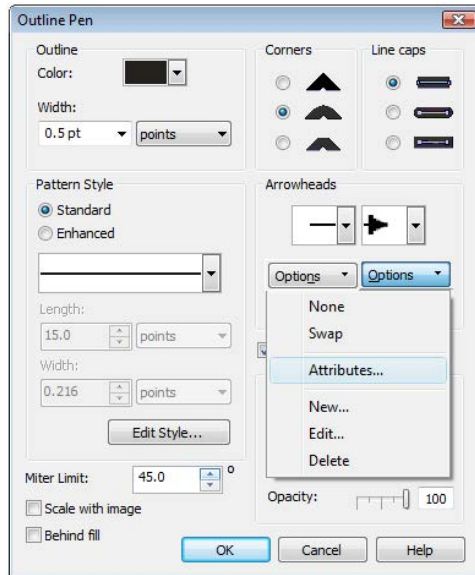 Outline Pen
Outline
Color:
Width:
0.5 pt
points
Corners
Line caps
Pattern Style
Standard
Enhanced
Length:
15.0
points
Width:
0.216
points
Edit Style...
Arrowheads
Options
Options
None
Swap
Attributes...
New...
Edit...
Delete
Miter Limit:
45.0
o
Scale with image
Behind fill
Opacity:
100
OK
Cancel
Help